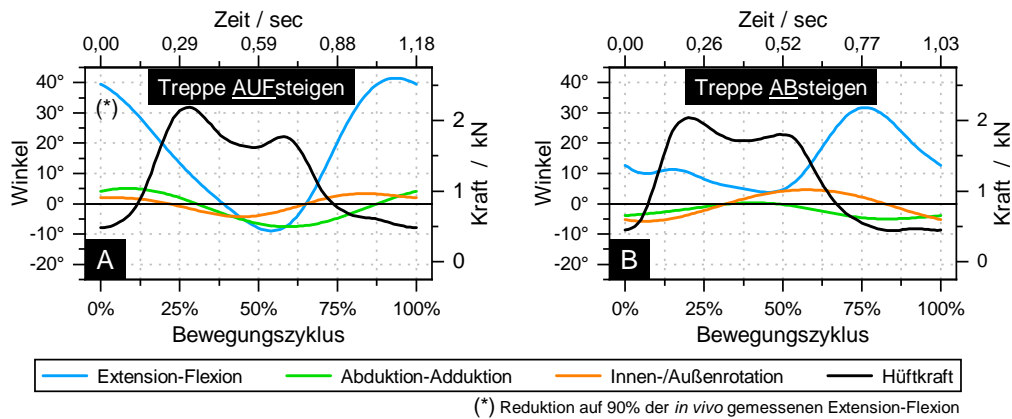 Zeit / sec
0,00 0,29 0,59 0,88 1,18
Treppe AUFsteigen
(*)
Winkel
40°
30°
20°
10°
0°
-10°
-20°
Kraft / kN
2
1
0
A
0% 25% 50% 75% 100%
Bewegungszyklus
Zeit / sec
0,00 0,26 0,52 0,77 1,03
Treppe ABsteigen
Winkel
40°
30°
20°
10°
0°
-10°
-20°
Kraft / kN
2
1
0
B
0% 25% 50% 75% 100%
Bewegungszyklus
Extension-Flexion Abduktion-Adduktion Innen-/Außenrotation Hüftkraft
(*) Reduktion auf 90% der in vivo gemessenen Extension-Flexion